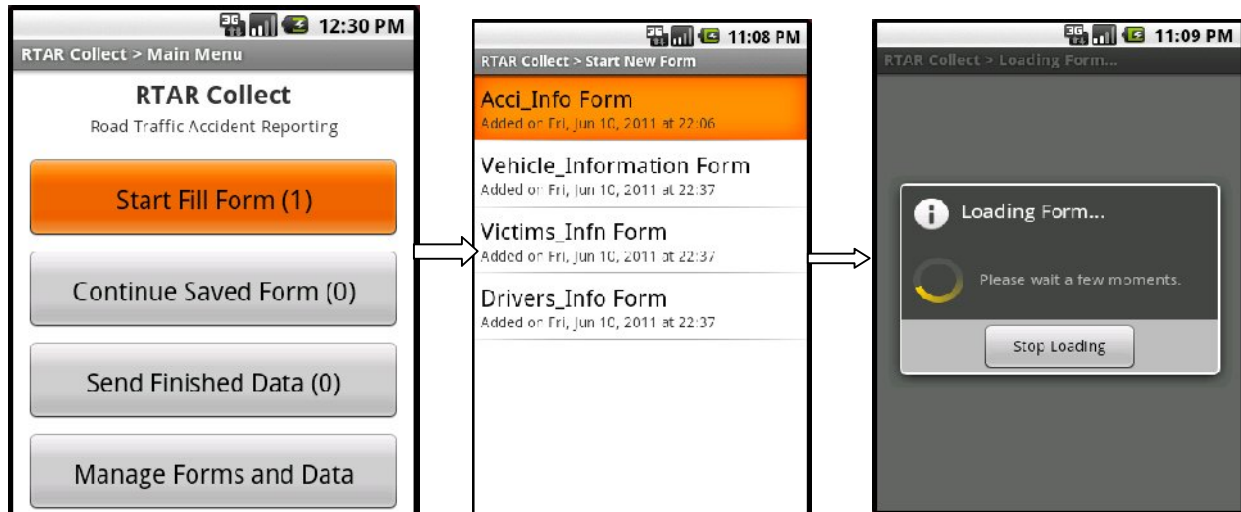 3G 12:30 PM
RTAR Collect > Main Menu
RTAR Collect
Road Traffic Accident Reporting
Start Fill Form (1)
Continue Saved Form (0)
Send Finished Data (0)
Manage Forms and Data
3G 11:08 PM
RTAR Collect > Start New Form
Acci_Info Form
Added on Fri, Jun 10, 2011 at 22:06
Vehicle_Information Form
Added on Fri, Jun 10, 2011 at 22:37
Victims_Infn Form
Added on Fri, Jun 10, 2011 at 22:37
Drivers_Info Form
Added on Fri, Jun 10, 2011 at 22:37
3G 11:09 PM
RTAR Collect > Loading Form...
Loading Form...
Please wait a few moments.
Stop Loading